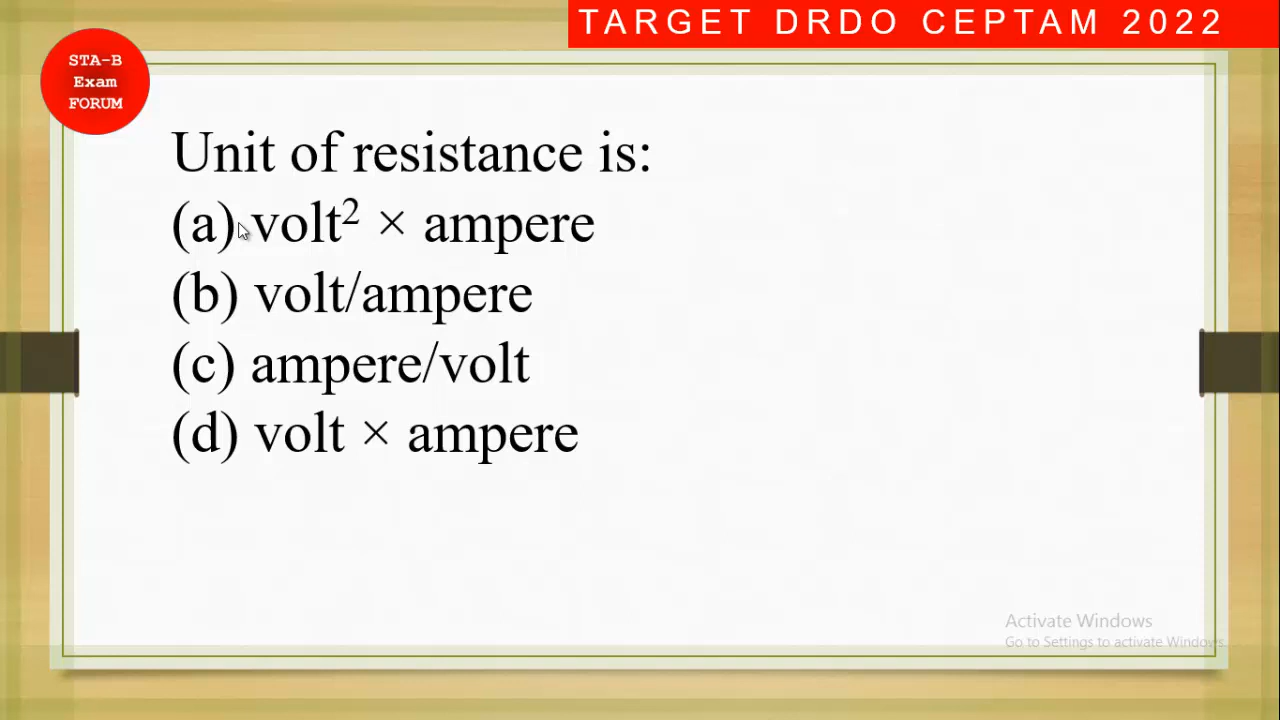 TARGET DRDO CEPTAM 2022
STA-B
Exam
FORUM
Unit of resistance is:
(a) volt² × ampere
(b) volt/ampere
(c) ampere/volt
(d) volt × ampere
Activate Windows
Go to Settings to activate Windows.